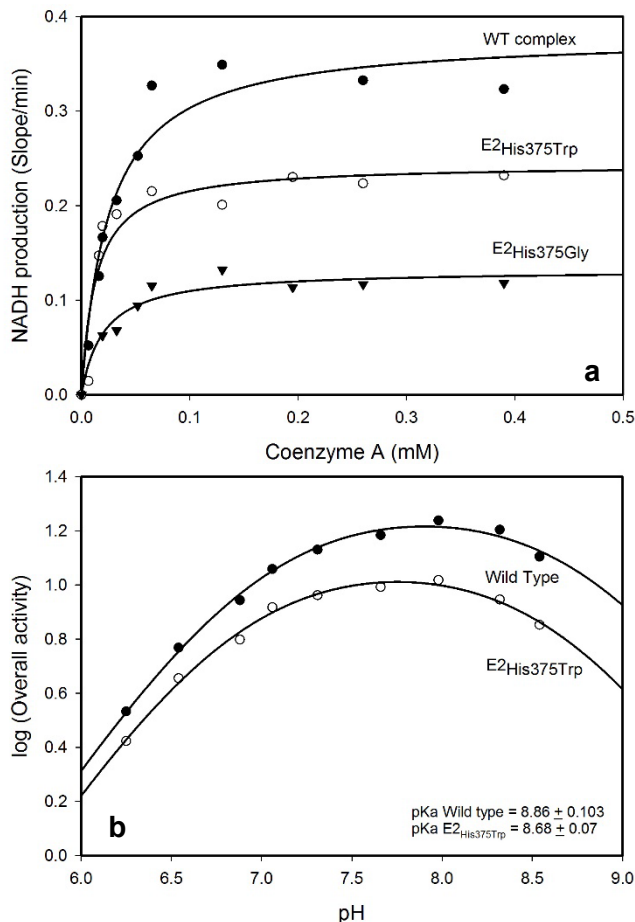 0.4
WT complex
0.3
E2His375Trp
0.2
E2His375Gly
0.1
a
0.0
0.0 0.1 0.2 0.3 0.4 0.5
NADH production (Slope/min)
Coenzyme A (mM)
1.4
1.2
Wild Type
1.0
0.8
E2His375Trp
0.6
0.4
0.2
pKa Wild type = 8.86 ± 0.103
pKa E2His375Trp = 8.68 ± 0.07
b
0.0
6.0 6.5 7.0 7.5 8.0 8.5 9.0
log (Overall activity)
pH